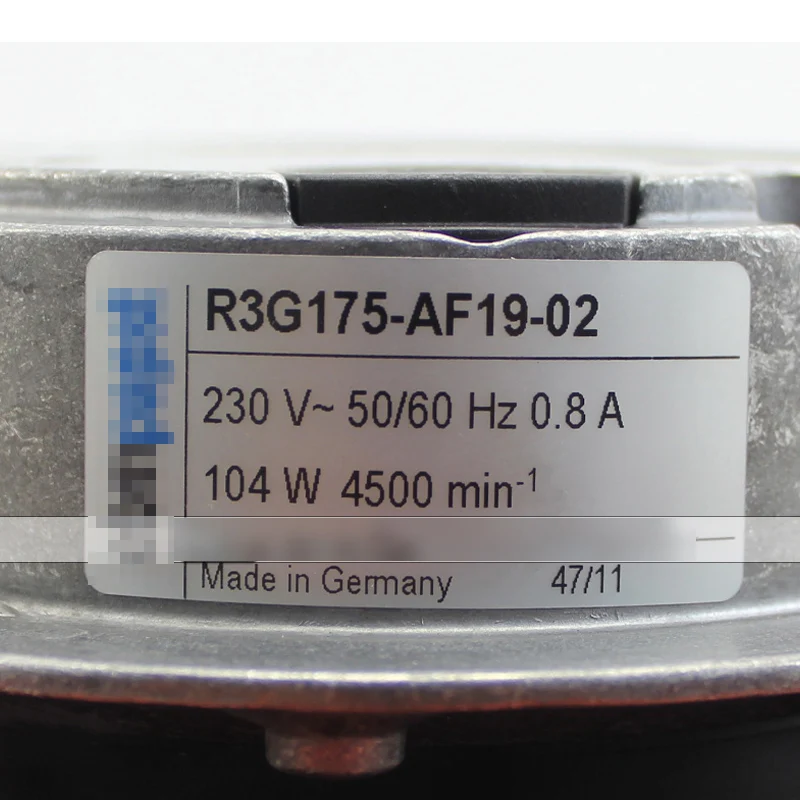 R3G175-AF19-02
230 V~ 50/60 Hz 0.8 A
104 W 4500 min⁻¹
Made in Germany 47/11